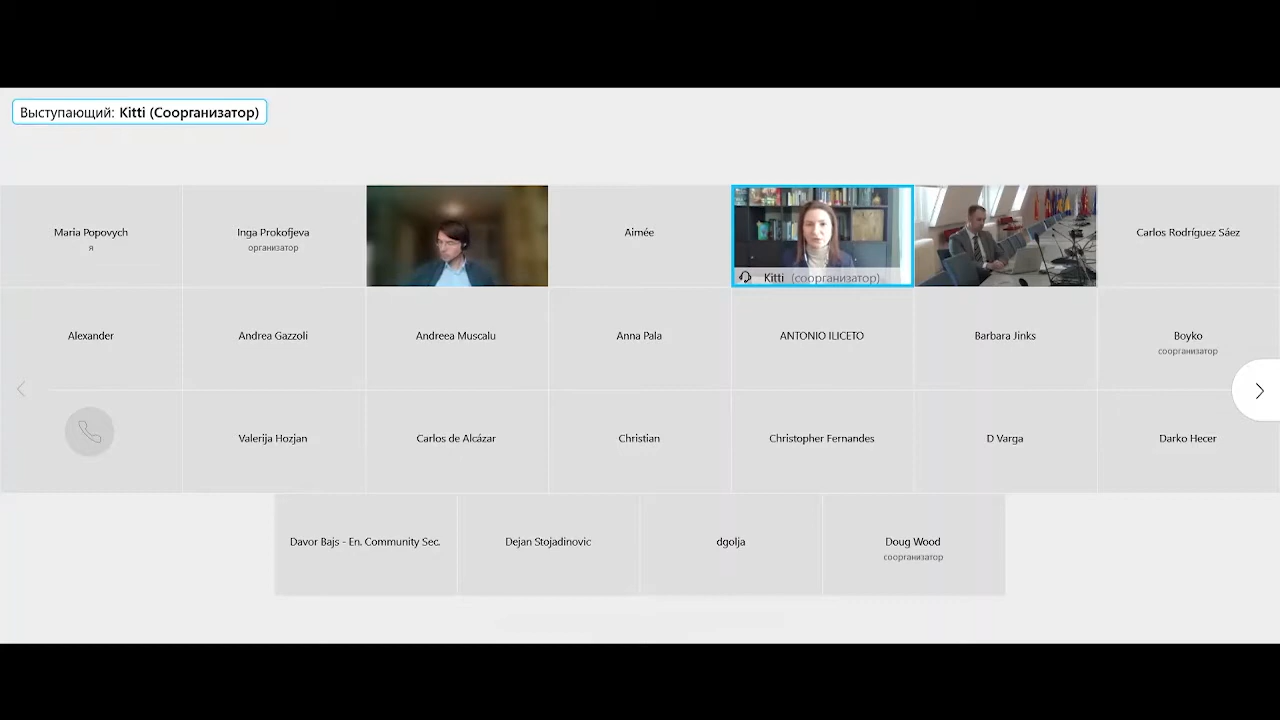 Выступающий: Kitti (Соорганизатор)
Maria Popovych
я
Inga Prokofjeva
организатор
Aimée
Kitti (соорганизатор)
Carlos Rodríguez Sáez
Alexander
Andrea Gazzoli
Andreea Muscalu
Anna Pala
ANTONIO ILICETO
Barbara Jinks
Boyko
соорганизатор
Valerija Hozjan
Carlos de Alcázar
Christian
Christopher Fernandes
D Varga
Darko Hecer
Davor Bajs - En. Community Sec.
Dejan Stojadinovic
dgolja
Doug Wood
соорганизатор